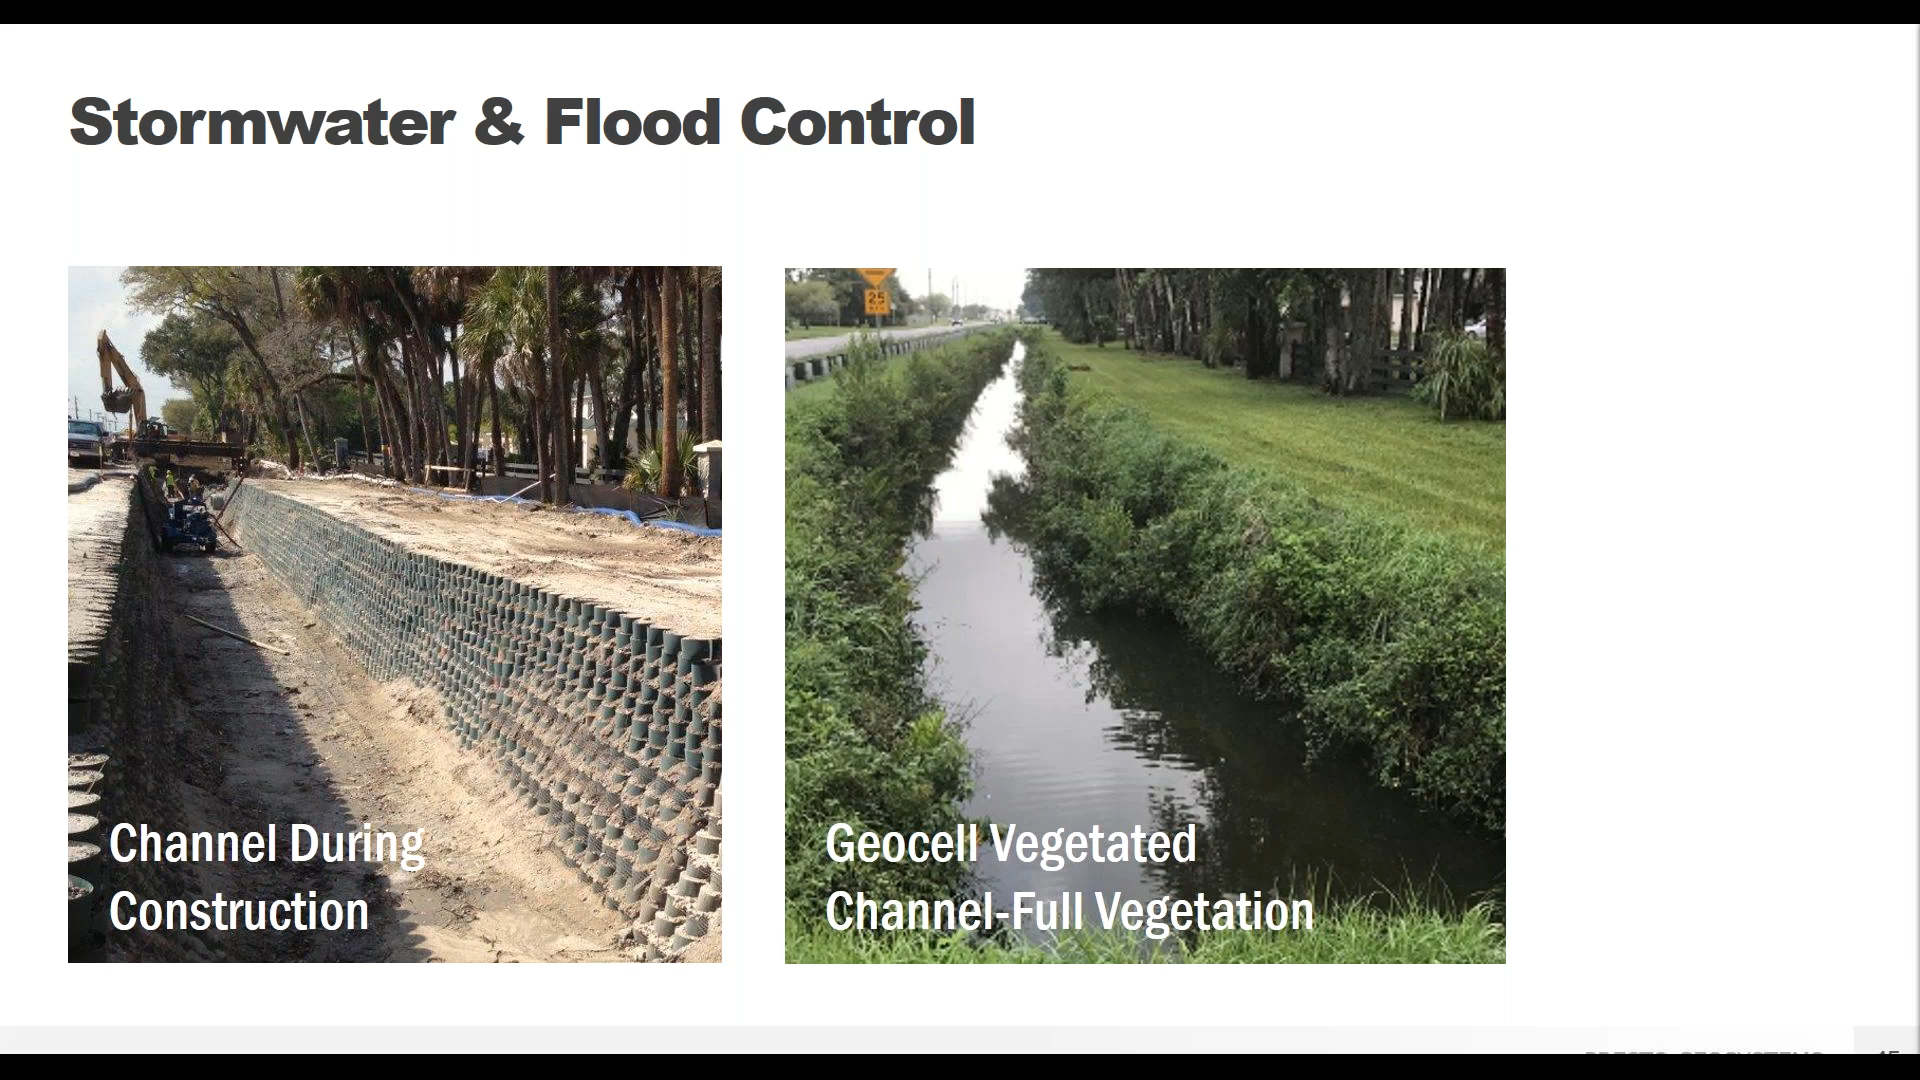 Stormwater & Flood Control
25
Channel During
Construction
Geocell Vegetated
Channel-Full Vegetation